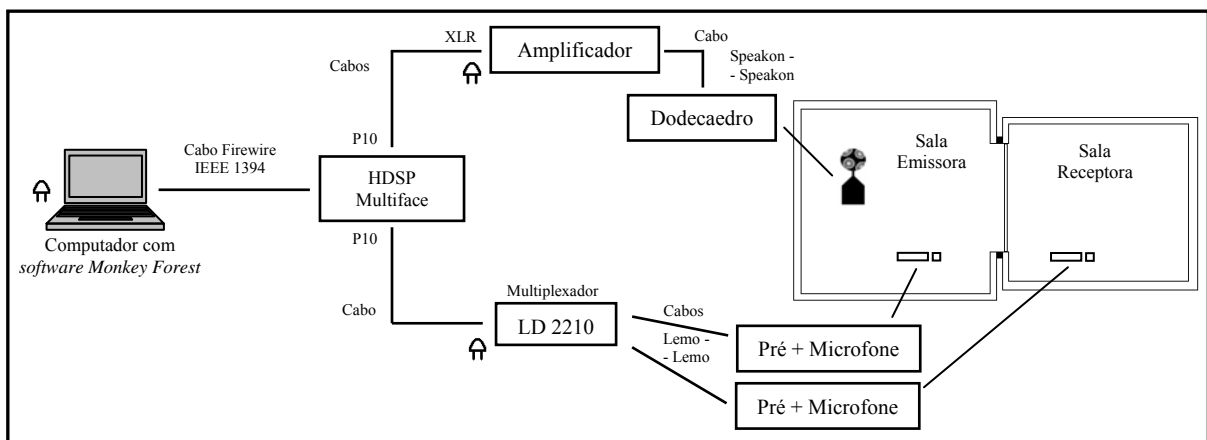 XLR
Amplificador
Cabo
Speakon -
- Speakon
Cabos
Dodecaedro
P10
Cabo Firewire
IEEE 1394
HDSP
Multiface
P10
Computador com
software Monkey Forest
Sala
Emissora
Sala
Receptora
Multiplexador
Cabo
LD 2210
Cabos
Lemo -
- Lemo
Pré + Microfone
Pré + Microfone